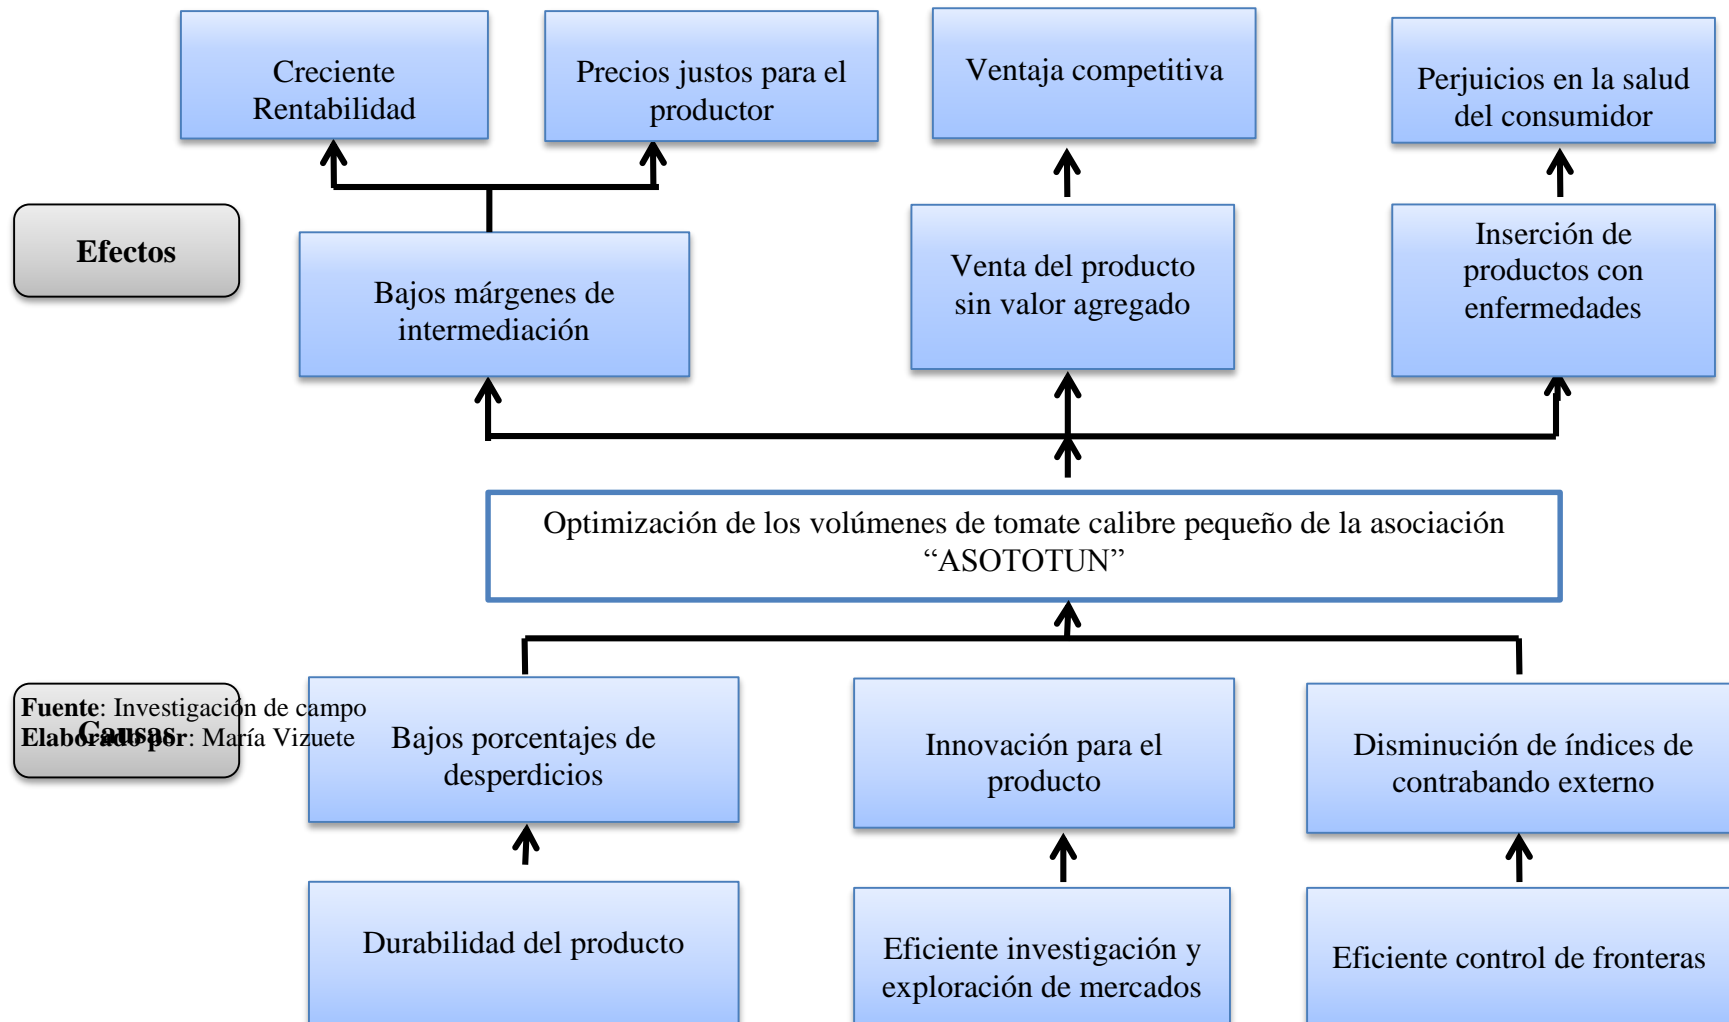 Creciente
Rentabilidad
Precios justos para el
productor
Ventaja competitiva
Perjuicios en la salud
del consumidor
Efectos
Bajos márgenes de
intermediación
Venta del producto
sin valor agregado
Inserción de
productos con
enfermedades
Optimización de los volúmenes de tomate calibre pequeño de la asociación
“ASOTOTUN”
Causas
Fuente: Investigación de campo
Elaborado por: María Vizuete
Bajos porcentajes de
desperdicios
Innovación para el
producto
Disminución de índices de
contrabando externo
Durabilidad del producto
Eficiente investigación y
exploración de mercados
Eficiente control de fronteras